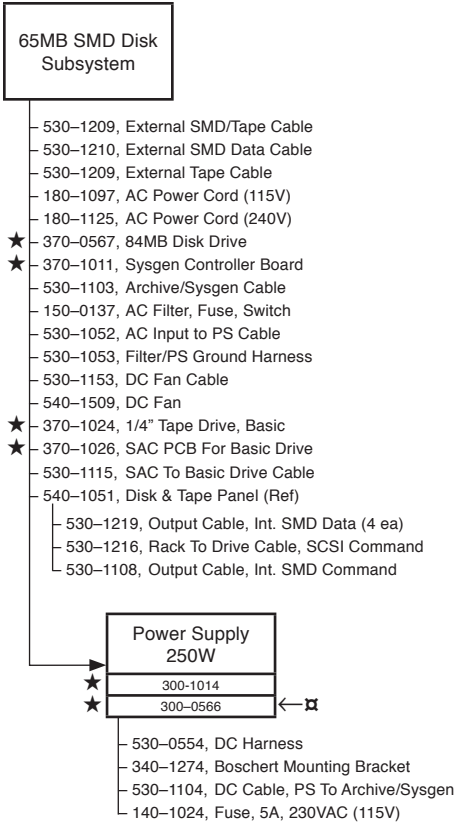 65MB SMD Disk
Subsystem
530–1209, External SMD/Tape Cable
530–1210, External SMD Data Cable
530–1209, External Tape Cable
180–1097, AC Power Cord (115V)
180–1125, AC Power Cord (240V)
★ 370–0567, 84MB Disk Drive
★ 370–1011, Sysgen Controller Board
530–1103, Archive/Sysgen Cable
150–0137, AC Filter, Fuse, Switch
530–1052, AC Input to PS Cable
530–1053, Filter/PS Ground Harness
530–1153, DC Fan Cable
540–1509, DC Fan
★ 370–1024, 1/4” Tape Drive, Basic
★ 370–1026, SAC PCB For Basic Drive
530–1115, SAC To Basic Drive Cable
540–1051, Disk & Tape Panel (Ref)
530–1219, Output Cable, Int. SMD Data (4 ea)
530–1216, Rack To Drive Cable, SCSI Command
530–1108, Output Cable, Int. SMD Command
Power Supply
250W
★ 300-1014
★ 300–0566 ←¤
530–0554, DC Harness
340–1274, Boschert Mounting Bracket
530–1104, DC Cable, PS To Archive/Sysgen
140–1024, Fuse, 5A, 230VAC (115V)